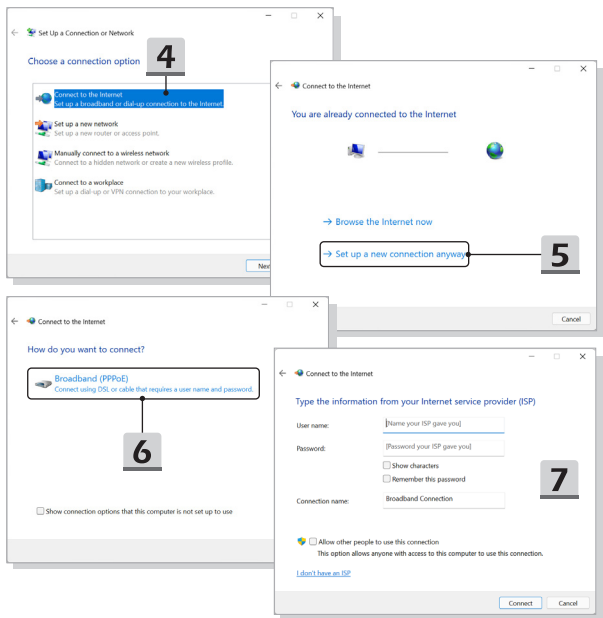 Set Up a Connection or Network
Choose a connection option
4
Connect to the Internet
Set up a broadband or dial-up connection to the Internet.
Set up a new network
Set up a new router or access point.
Manually connect to a wireless network
Connect to a hidden network or create a new wireless profile.
Connect to a workplace
Set up a dial-up or VPN connection to your workplace.
Connect to the Internet
You are already connected to the Internet
→ Browse the Internet now
→ Set up a new connection anyway
5
Cancel
Connect to the Internet
How do you want to connect?
Broadband (PPPoE)
Connect using DSL or cable that requires a user name and password.
6
Show connection options that this computer is not set up to use
Connect to the Internet
Type the information from your Internet service provider (ISP)
User name: [Name your ISP gave you]
Password: [Password your ISP gave you]
Show characters
Remember this password
7
Connection name: Broadband Connection
Allow other people to use this connection
This option allows anyone with access to this computer to use this connection.
I don't have an ISP
Connect Cancel